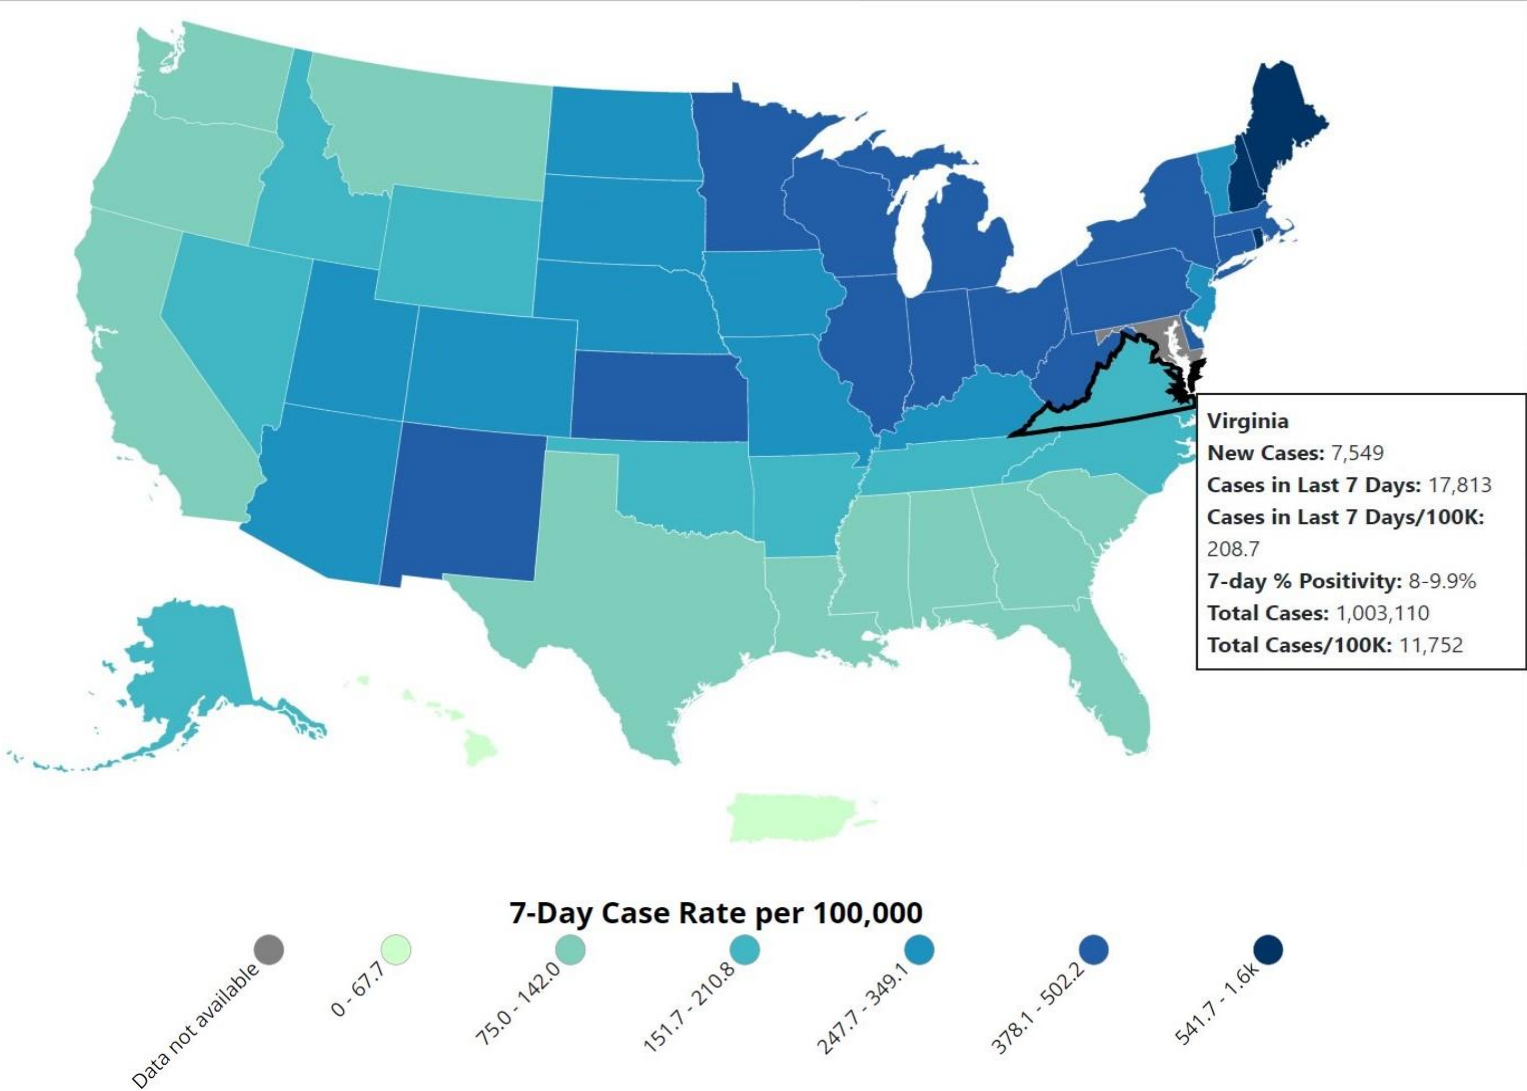 Virginia
New Cases: 7,549
Cases in Last 7 Days: 17,813
Cases in Last 7 Days/100K:
208.7
7-day % Positivity: 8-9.9%
Total Cases: 1,003,110
Total Cases/100K: 11,752
7-Day Case Rate per 100,000
Data not available
0 - 67.7
75.0 - 142.0
151.7 - 210.8
247.7 - 349.1
378.1 - 502.2
541.7 - 1.6k